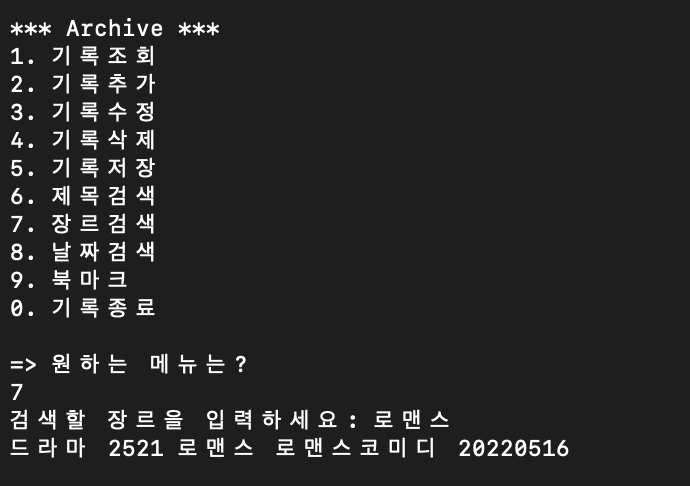 *** Archive ***
1. 기록조회
2. 기록추가
3. 기록수정
4. 기록삭제
5. 기록저장
6. 제목검색
7. 장르검색
8. 날짜검색
9. 북마크
0. 기록종료
=> 원하는 메뉴는?
7
검색할 장르을 입력하세요: 로맨스
드라마 2521 로맨스 로맨스코미디 20220516